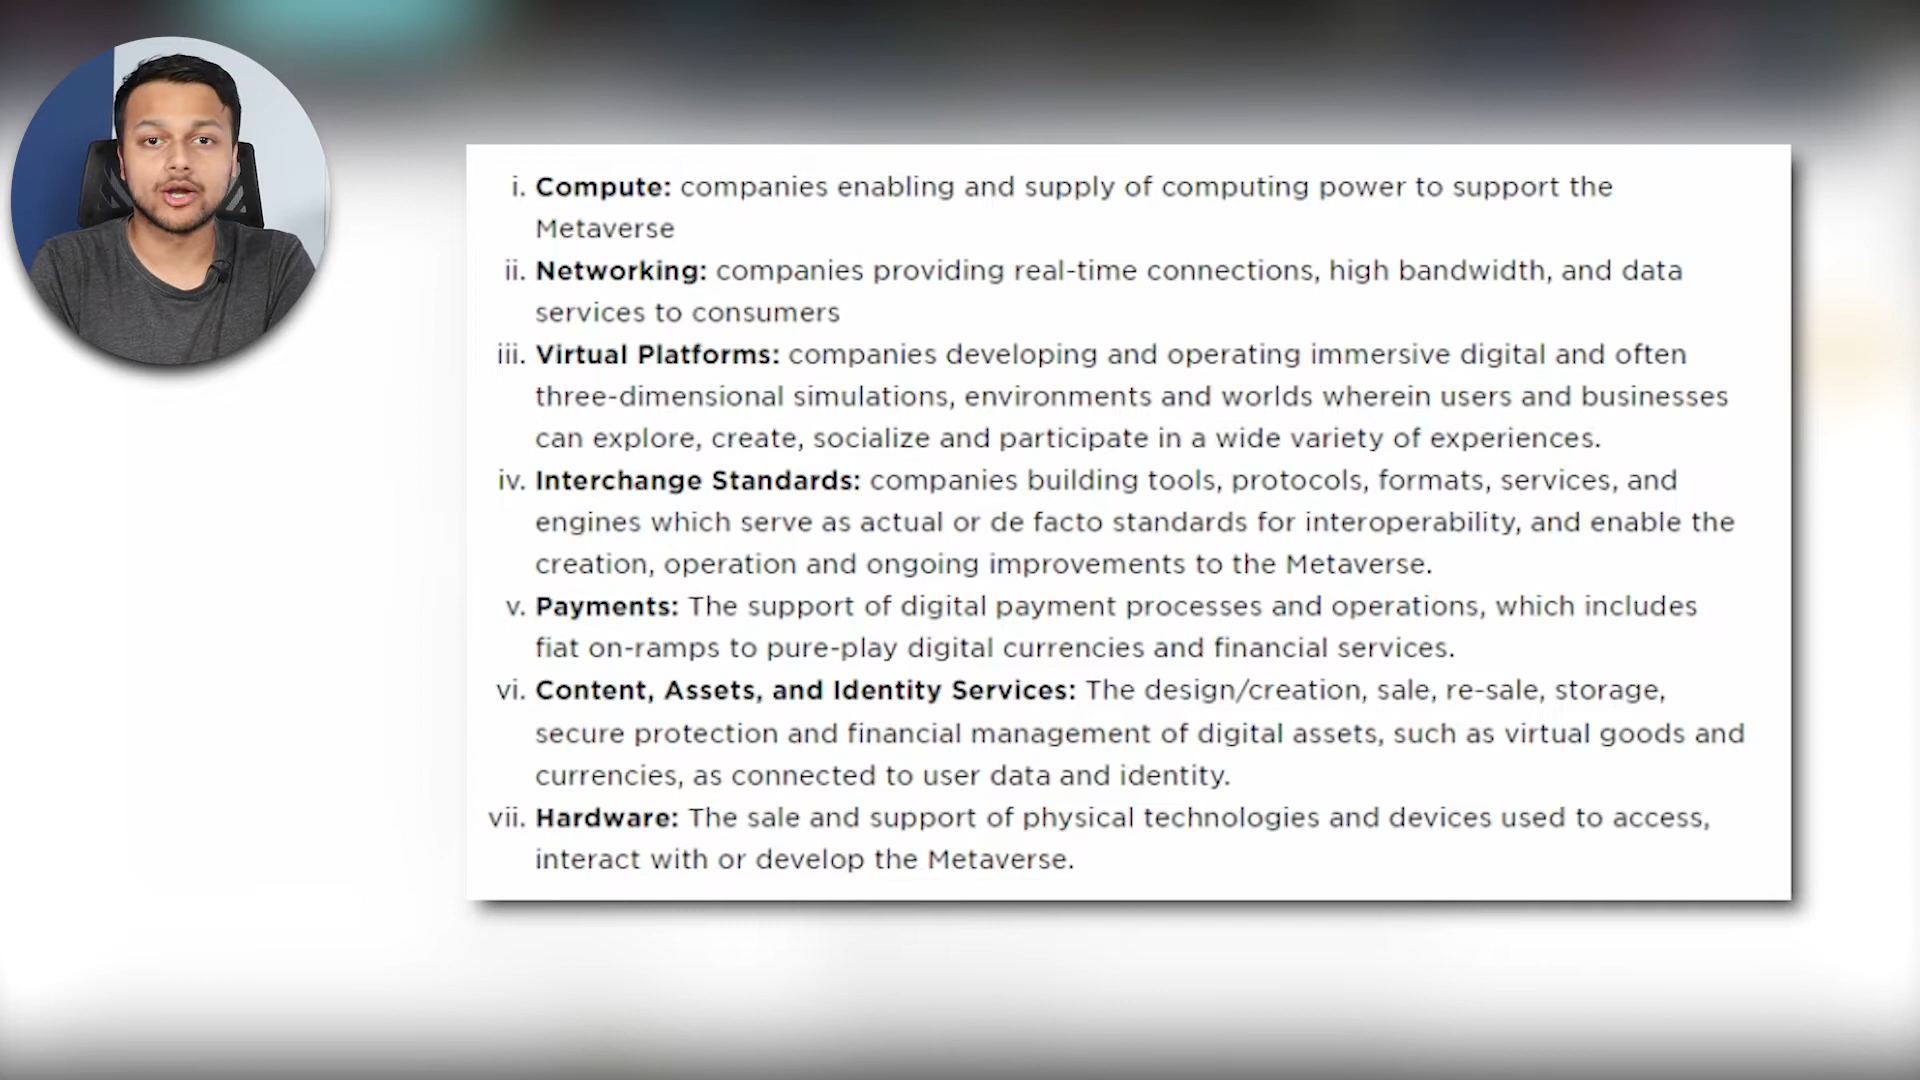 i. Compute: companies enabling and supply of computing power to support the
Metaverse
ii. Networking: companies providing real-time connections, high bandwidth, and data
services to consumers
iii. Virtual Platforms: companies developing and operating immersive digital and often
three-dimensional simulations, environments and worlds wherein users and businesses
can explore, create, socialize and participate in a wide variety of experiences.
iv. Interchange Standards: companies building tools, protocols, formats, services, and
engines which serve as actual or de facto standards for interoperability, and enable the
creation, operation and ongoing improvements to the Metaverse.
v. Payments: The support of digital payment processes and operations, which includes
fiat on-ramps to pure-play digital currencies and financial services.
vi. Content, Assets, and Identity Services: The design/creation, sale, re-sale, storage,
secure protection and financial management of digital assets, such as virtual goods and
currencies, as connected to user data and identity.
vii. Hardware: The sale and support of physical technologies and devices used to access,
interact with or develop the Metaverse.